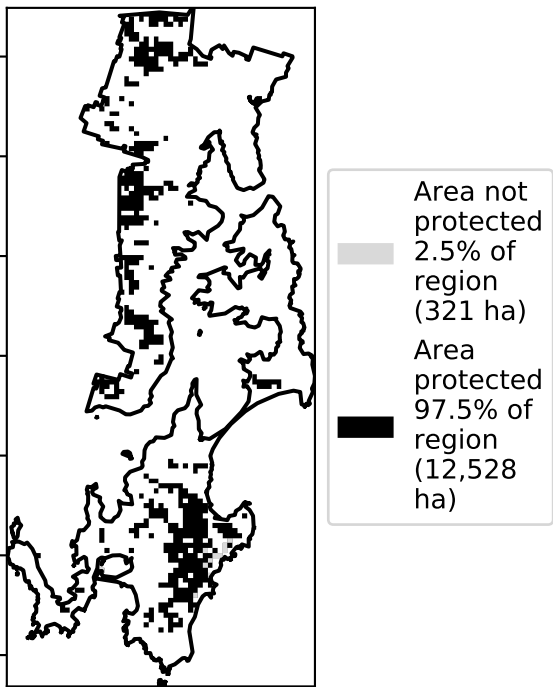 Area not
protected
2.5% of
region
(321 ha)
Area
protected
97.5% of
region
(12,528
ha)